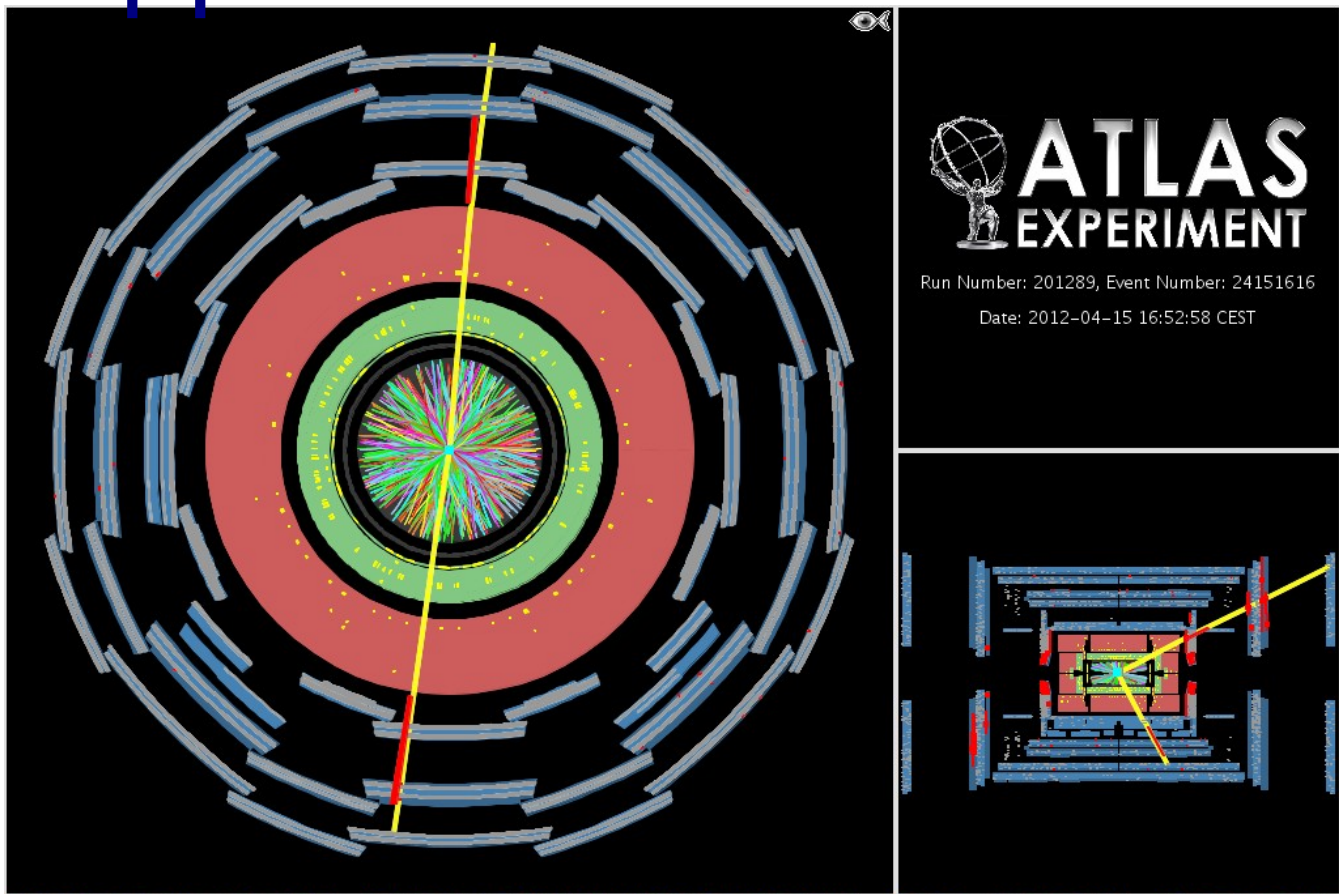 ATLAS
EXPERIMENT
Run Number: 201289, Event Number: 24151616
Date: 2012-04-15 16:52:58 CEST